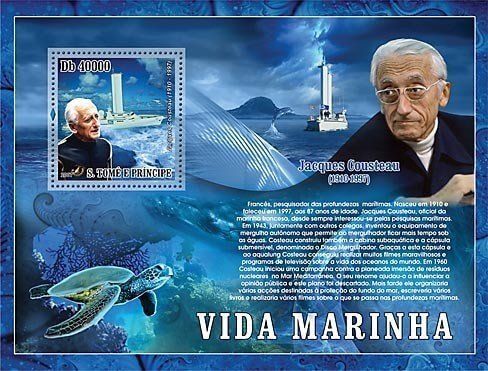 Db 40000
Jacques Cousteau (1910 - 1997)
S. TOMÉ E PRÍNCIPE
Jacques Cousteau
(1910-1997)
Francês, pesquisador das profundezas marítimas. Nasceu em 1910 e
faleceu em 1997, aos 87 anos de idade. Jacques Cousteau, oficial da
marinha francesa, desde sempre interessou-se pelas pesquisas marítimas.
Em 1943, juntamente com outros colegas, inventou o equipamento de
mergulho autônomo que permite ao mergulhador ficar mais tempo sob
as águas. Cousteau construiu também a cabina subaquática e a cápsula
submersível, denominada o Disco Mergulhador. Graças a esta cápsula e
ao aqualung Cousteau conseguiu realizar muitos filmes maravilhosos e
programas de televisão sobre a vida dos oceanos do mundo. Em 1960
Cousteau iniciou uma campanha contra a planeada imersão de resíduos
nucleares no Mar Mediterrâneo. O seu renome ajudou-o a influenciar a
opinião pública e este plano foi descartado. Mais tarde ele organizaria
várias acções destinadas à proteção do fundo do mar, escreveria vários
livros e realizaria vários filmes sobre o que se passa nas profundezas marítimas.
VIDA MARINHA